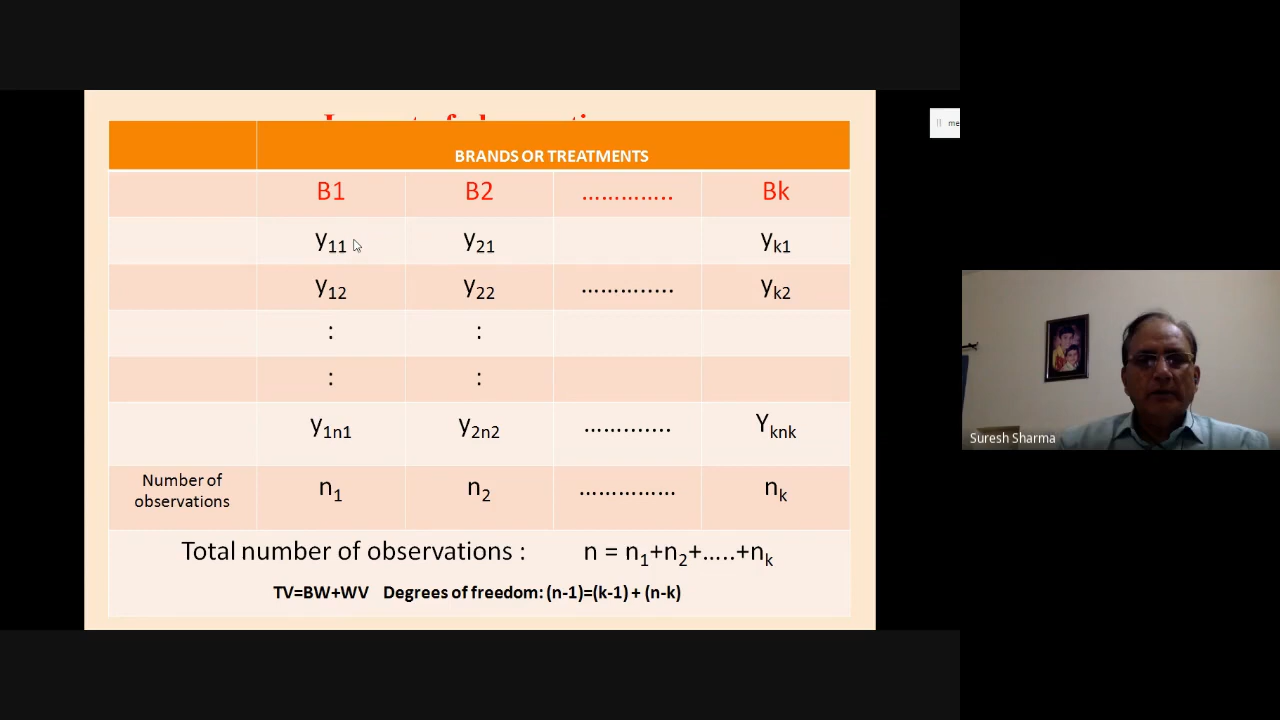 BRANDS OR TREATMENTS
B1 B2 ………….. Bk
y11 y21 yk1
y12 y22 …………… yk2
: :
: :
y1n1 y2n2 ………….. Yknk
Number of observations n1 n2 …………… nk
Total number of observations : n = n1+n2+…..+nk
TV=BW+WV Degrees of freedom: (n-1)=(k-1) + (n-k)
me
Suresh Sharma